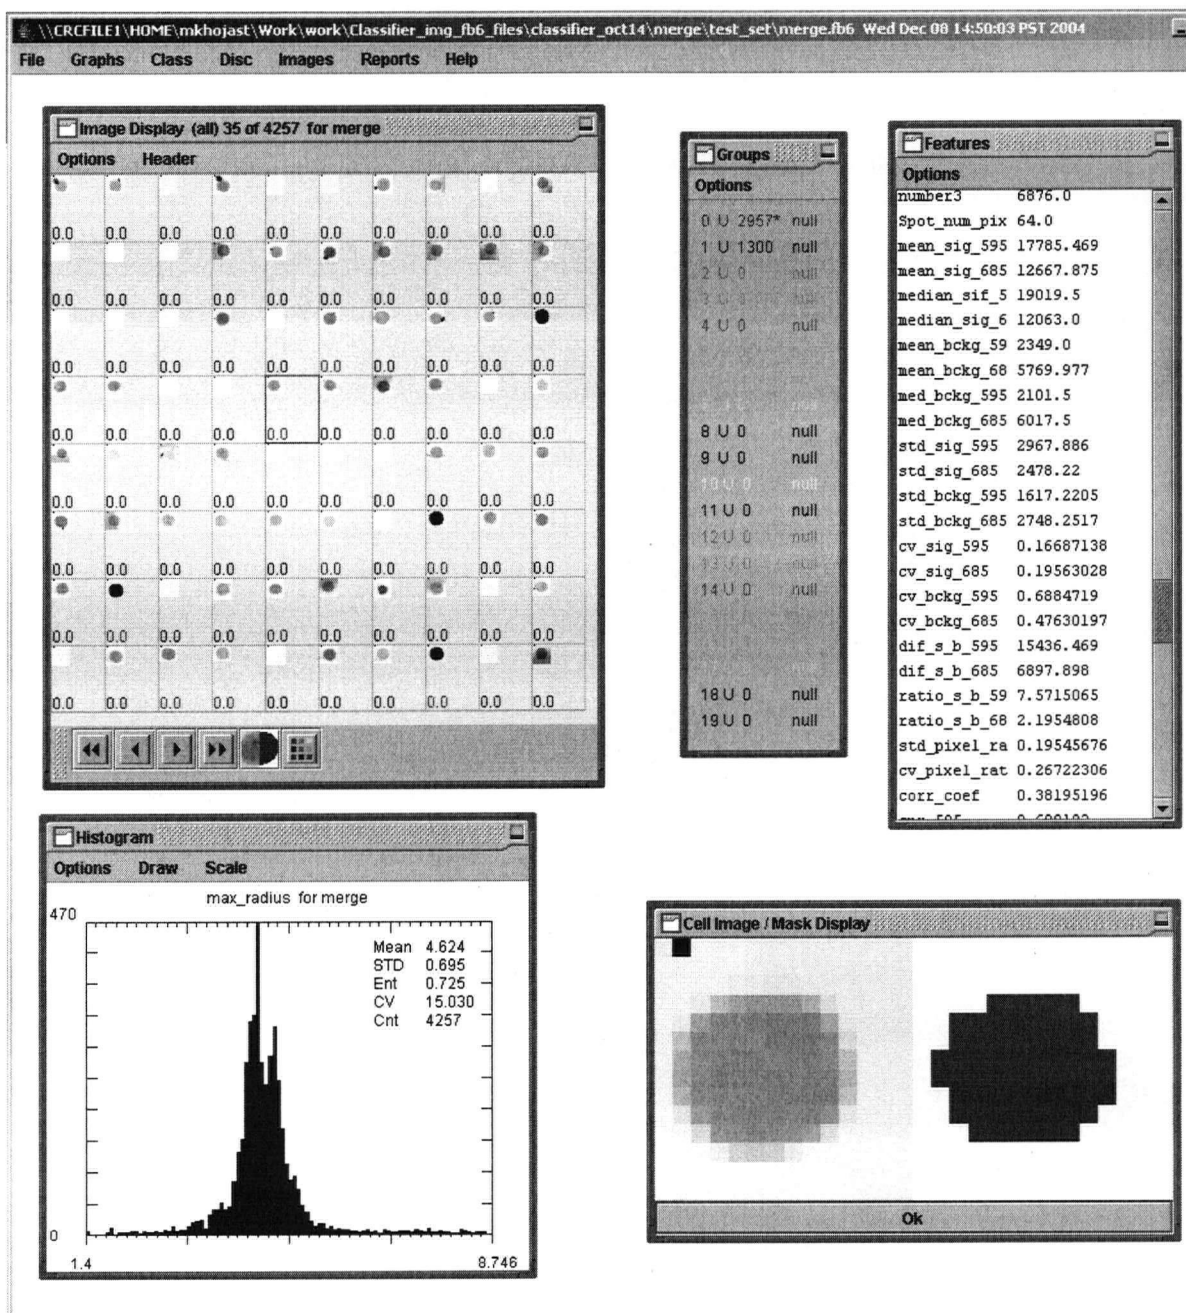 \\CRCFILE1\HOME\mkhojast\Work\work\Classifier_img_fb6_files\classifier_oct14\merge\test_set\merge.fb6 Wed Dec 08 14:50:03 PST 2004
File Graphs Class Disc Images Reports Help
Image Display (all) 35 of 4257 for merge
Options Header
0.0 0.0 0.0 0.0 0.0 0.0 0.0 0.0 0.0 0.0
0.0 0.0 0.0 0.0 0.0 0.0 0.0 0.0 0.0 0.0
0.0 0.0 0.0 0.0 0.0 0.0 0.0 0.0 0.0 0.0
0.0 0.0 0.0 0.0 0.0 0.0 0.0 0.0 0.0 0.0
0.0 0.0 0.0 0.0 0.0 0.0 0.0 0.0 0.0 0.0
0.0 0.0 0.0 0.0 0.0 0.0 0.0 0.0 0.0 0.0
0.0 0.0 0.0 0.0 0.0 0.0 0.0 0.0 0.0 0.0
0.0 0.0 0.0 0.0 0.0 0.0 0.0 0.0 0.0 0.0
Groups
Options
0 U 2957* null
1 U 1300 null
2 U 0 null
4 U 0 null
8 U 0 null
9 U 0 null
10 U 0 null
11 U 0 null
12 U 0 null
13 U 0 null
14 U 0 null
18 U 0 null
19 U 0 null
Features
Options
number3 6876.0
Spot_num_pix 64.0
mean_sig_595 17785.469
mean_sig_685 12667.875
median_sif_5 19019.5
median_sig_6 12063.0
mean_bckg_59 2349.0
mean_bckg_68 5769.977
med_bckg_595 2101.5
med_bckg_685 6017.5
std_sig_595 2967.886
std_sig_685 2478.22
std_bckg_595 1617.2205
std_bckg_685 2748.2517
cv_sig_595 0.16687138
cv_sig_685 0.19563028
cv_bckg_595 0.6884719
cv_bckg_685 0.47630197
dif_s_b_595 15436.469
dif_s_b_685 6897.898
ratio_s_b_59 7.5715065
ratio_s_b_68 2.1954808
std_pixel_ra 0.19545676
cv_pixel_rat 0.26722306
corr_coef 0.38195196
Histogram
Options Draw Scale
max_radius for merge
470
Mean 4.624
STD 0.695
Ent 0.725
CV 15.030
Cnt 4257
0
1.4 8.746
Cell Image / Mask Display
Ok